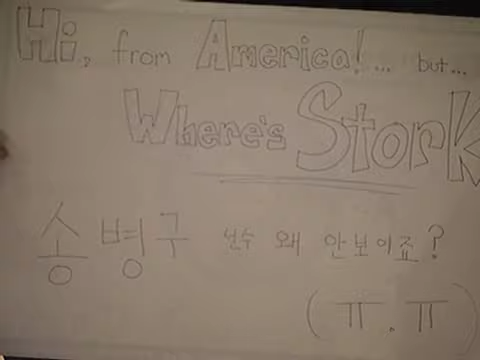 Hi, from America!... but...
Where's Stork
송병구 선수 왜 안보이죠?
(ㅠ.ㅠ)